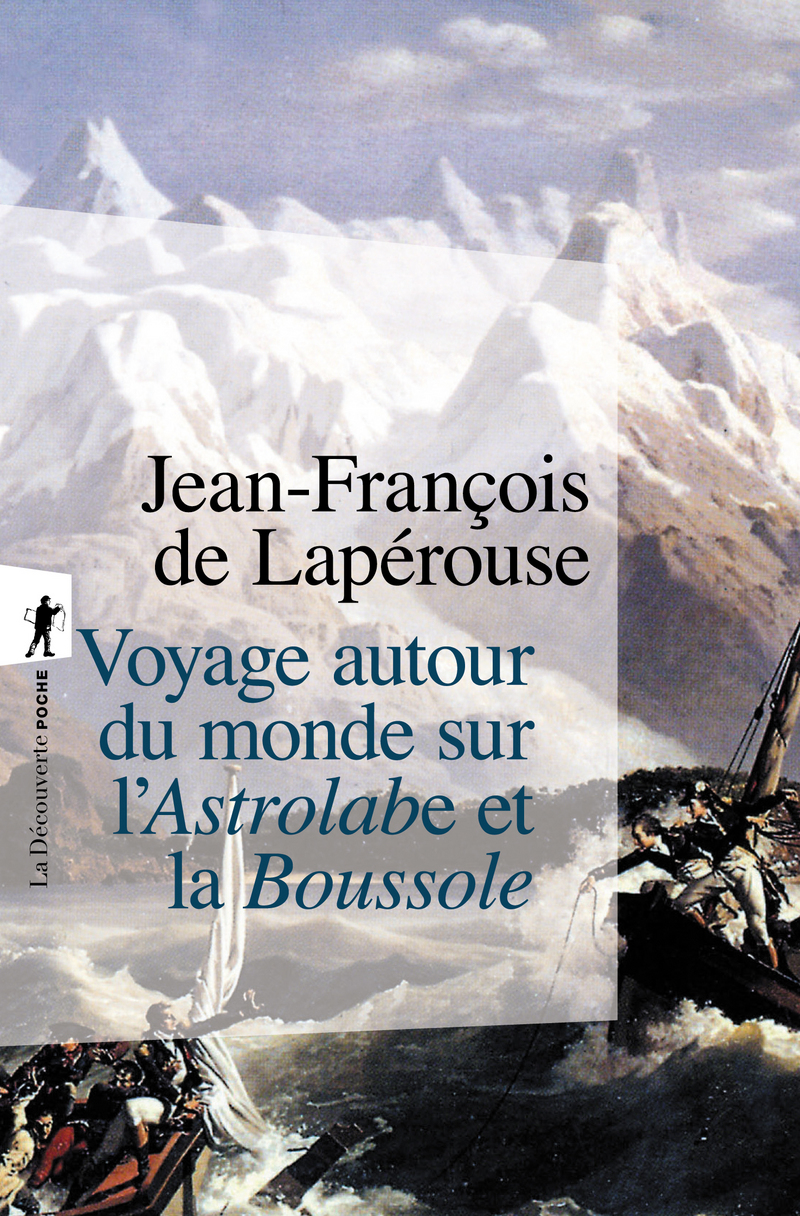 Jean-François
de Lapérouse
Voyage autour
du monde sur
l’Astrolabe et
la Boussole
La Découverte POCHE